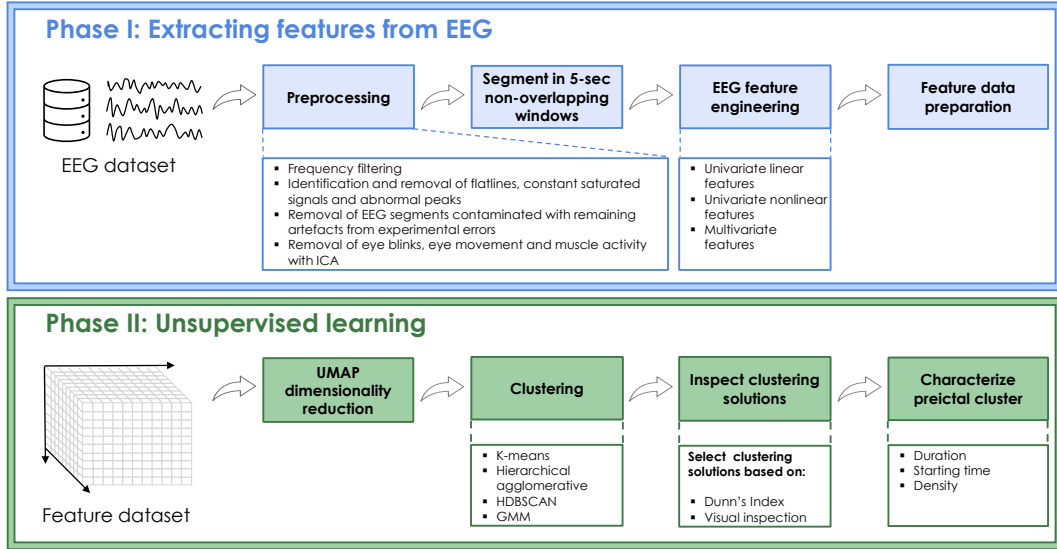 Phase I: Extracting features from EEG
EEG dataset
Preprocessing
Segment in 5-sec
non-overlapping
windows
EEG feature
engineering
Feature data
preparation
▪ Frequency filtering
▪ Identification and removal of flatlines, constant saturated
signals and abnormal peaks
▪ Removal of EEG segments contaminated with remaining
artefacts from experimental errors
▪ Removal of eye blinks, eye movement and muscle activity
with ICA
▪ Univariate linear
features
▪ Univariate nonlinear
features
▪ Multivariate
features
Phase II: Unsupervised learning
Feature dataset
UMAP
dimensionality
reduction
Clustering
Inspect clustering
solutions
Characterize
preictal cluster
▪ K-means
▪ Hierarchical
agglomerative
▪ HDBSCAN
▪ GMM
Select clustering
solutions based on:
▪ Dunn's Index
▪ Visual inspection
▪ Duration
▪ Starting time
▪ Density